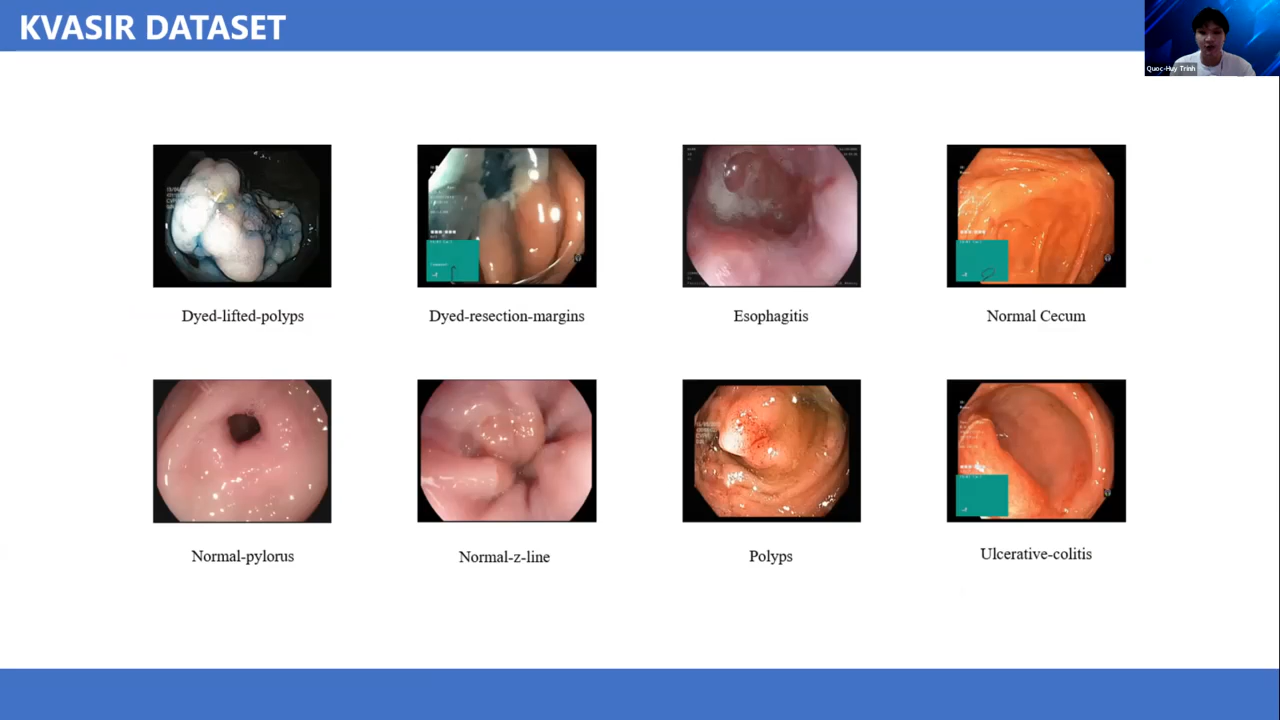 KVASIR DATASET
Quoc-Huy Trinh
Dyed-lifted-polyps
Dyed-resection-margins
Esophagitis
Normal Cecum
Normal-pylorus
Normal-z-line
Polyps
Ulcerative-colitis